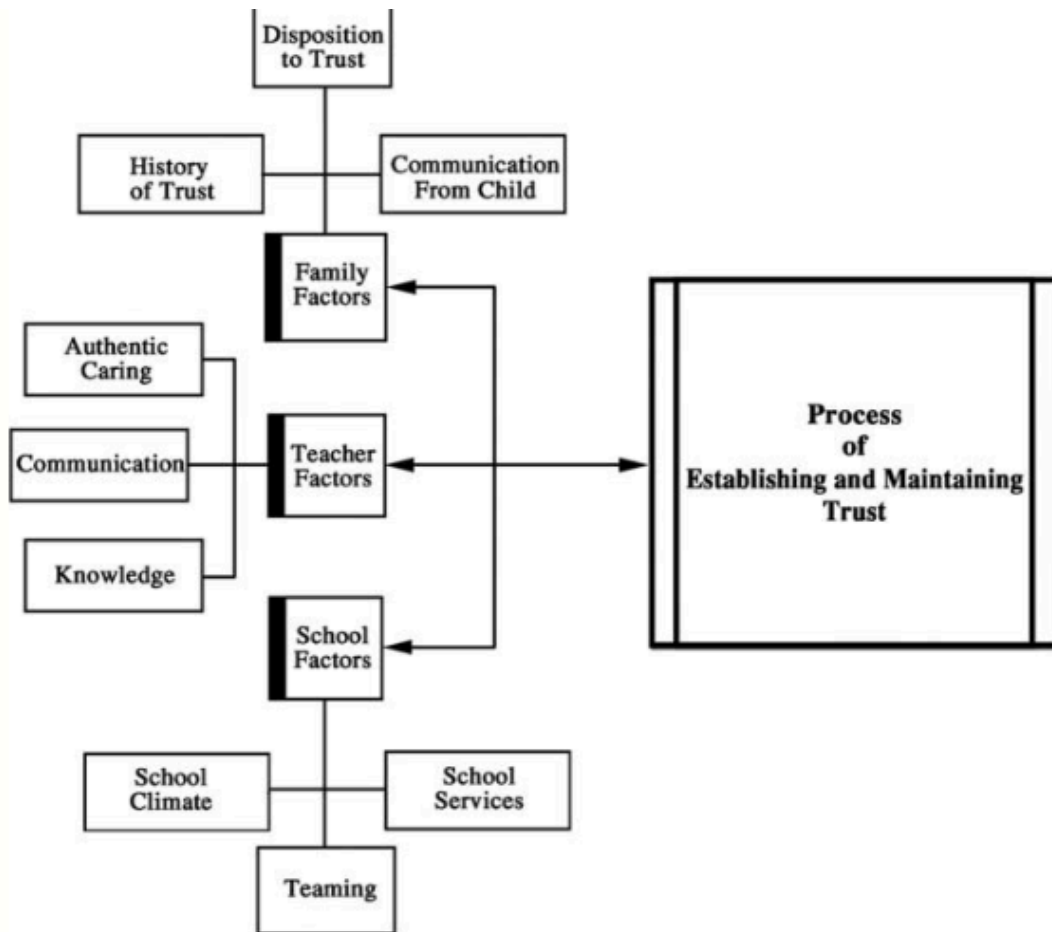 Disposition
to Trust
History
of Trust
Communication
From Child
Family
Factors
Authentic
Caring
Communication
Teacher
Factors
Knowledge
Process
of
Establishing and Maintaining
Trust
School
Factors
School
Climate
School
Services
Teaming